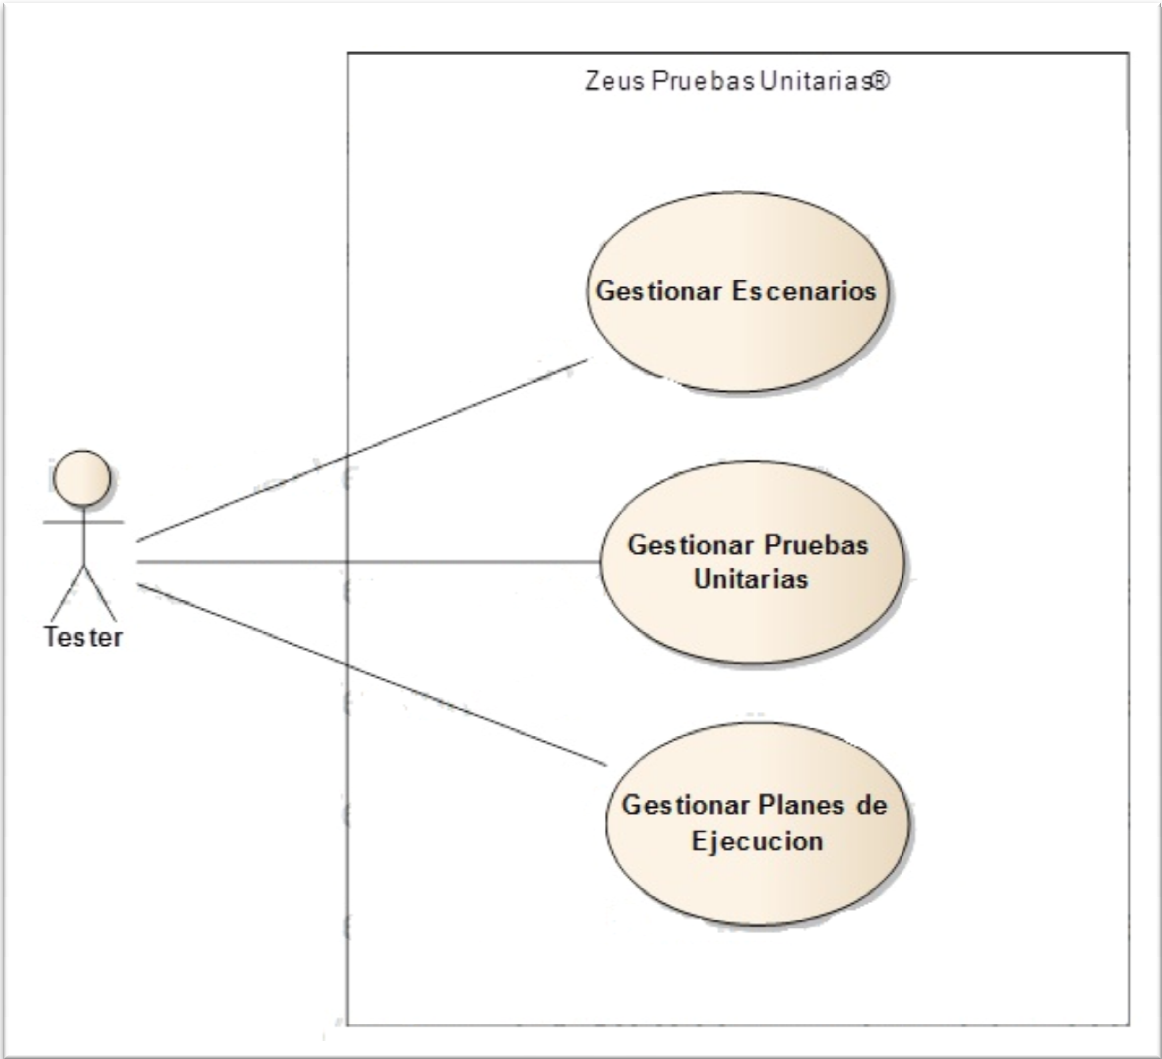 Zeus Pruebas Unitarias®
Gestionar Escenarios
Gestionar Pruebas
Unitarias
Tester
Gestionar Planes de
Ejecucion